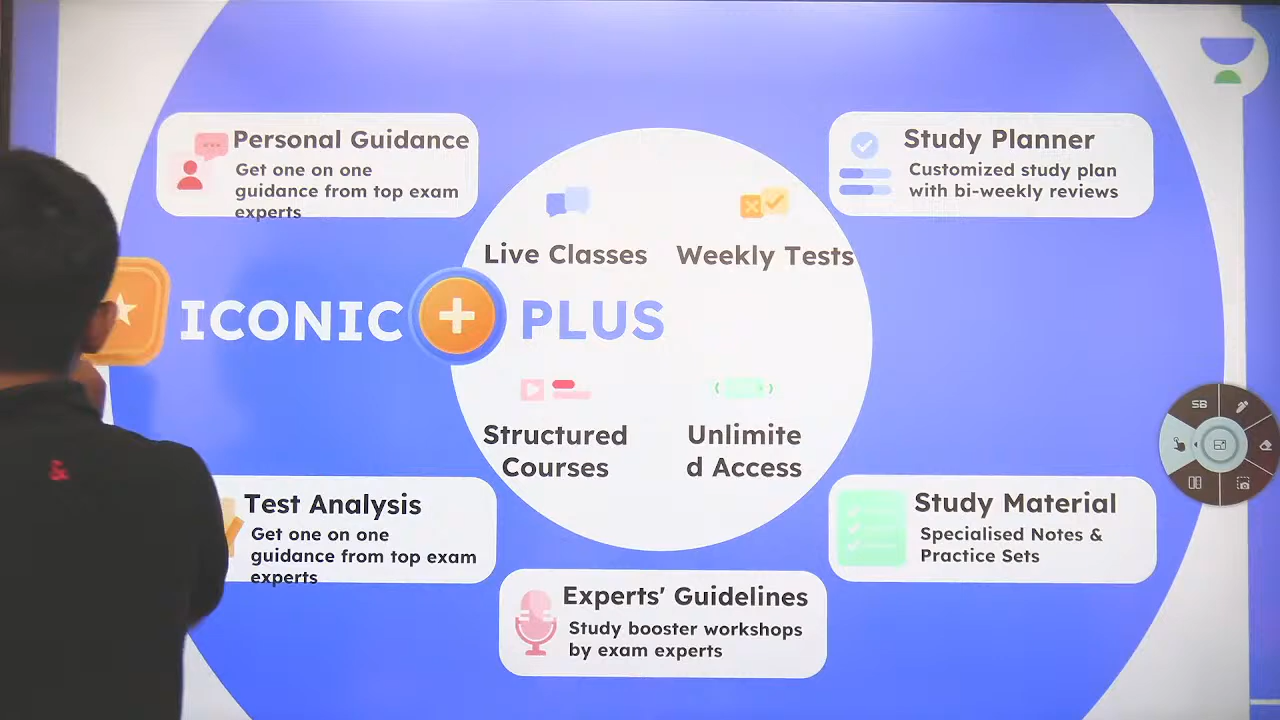 Personal Guidance
Get one on one
guidance from top exam
experts
Study Planner
Customized study plan
with bi-weekly reviews
Live Classes
Weekly Tests
ICONIC + PLUS
Structured
Courses
Unlimite
d Access
SB
Test Analysis
Get one on one
guidance from top exam
experts
Study Material
Specialised Notes &
Practice Sets
Experts' Guidelines
Study booster workshops
by exam experts
&